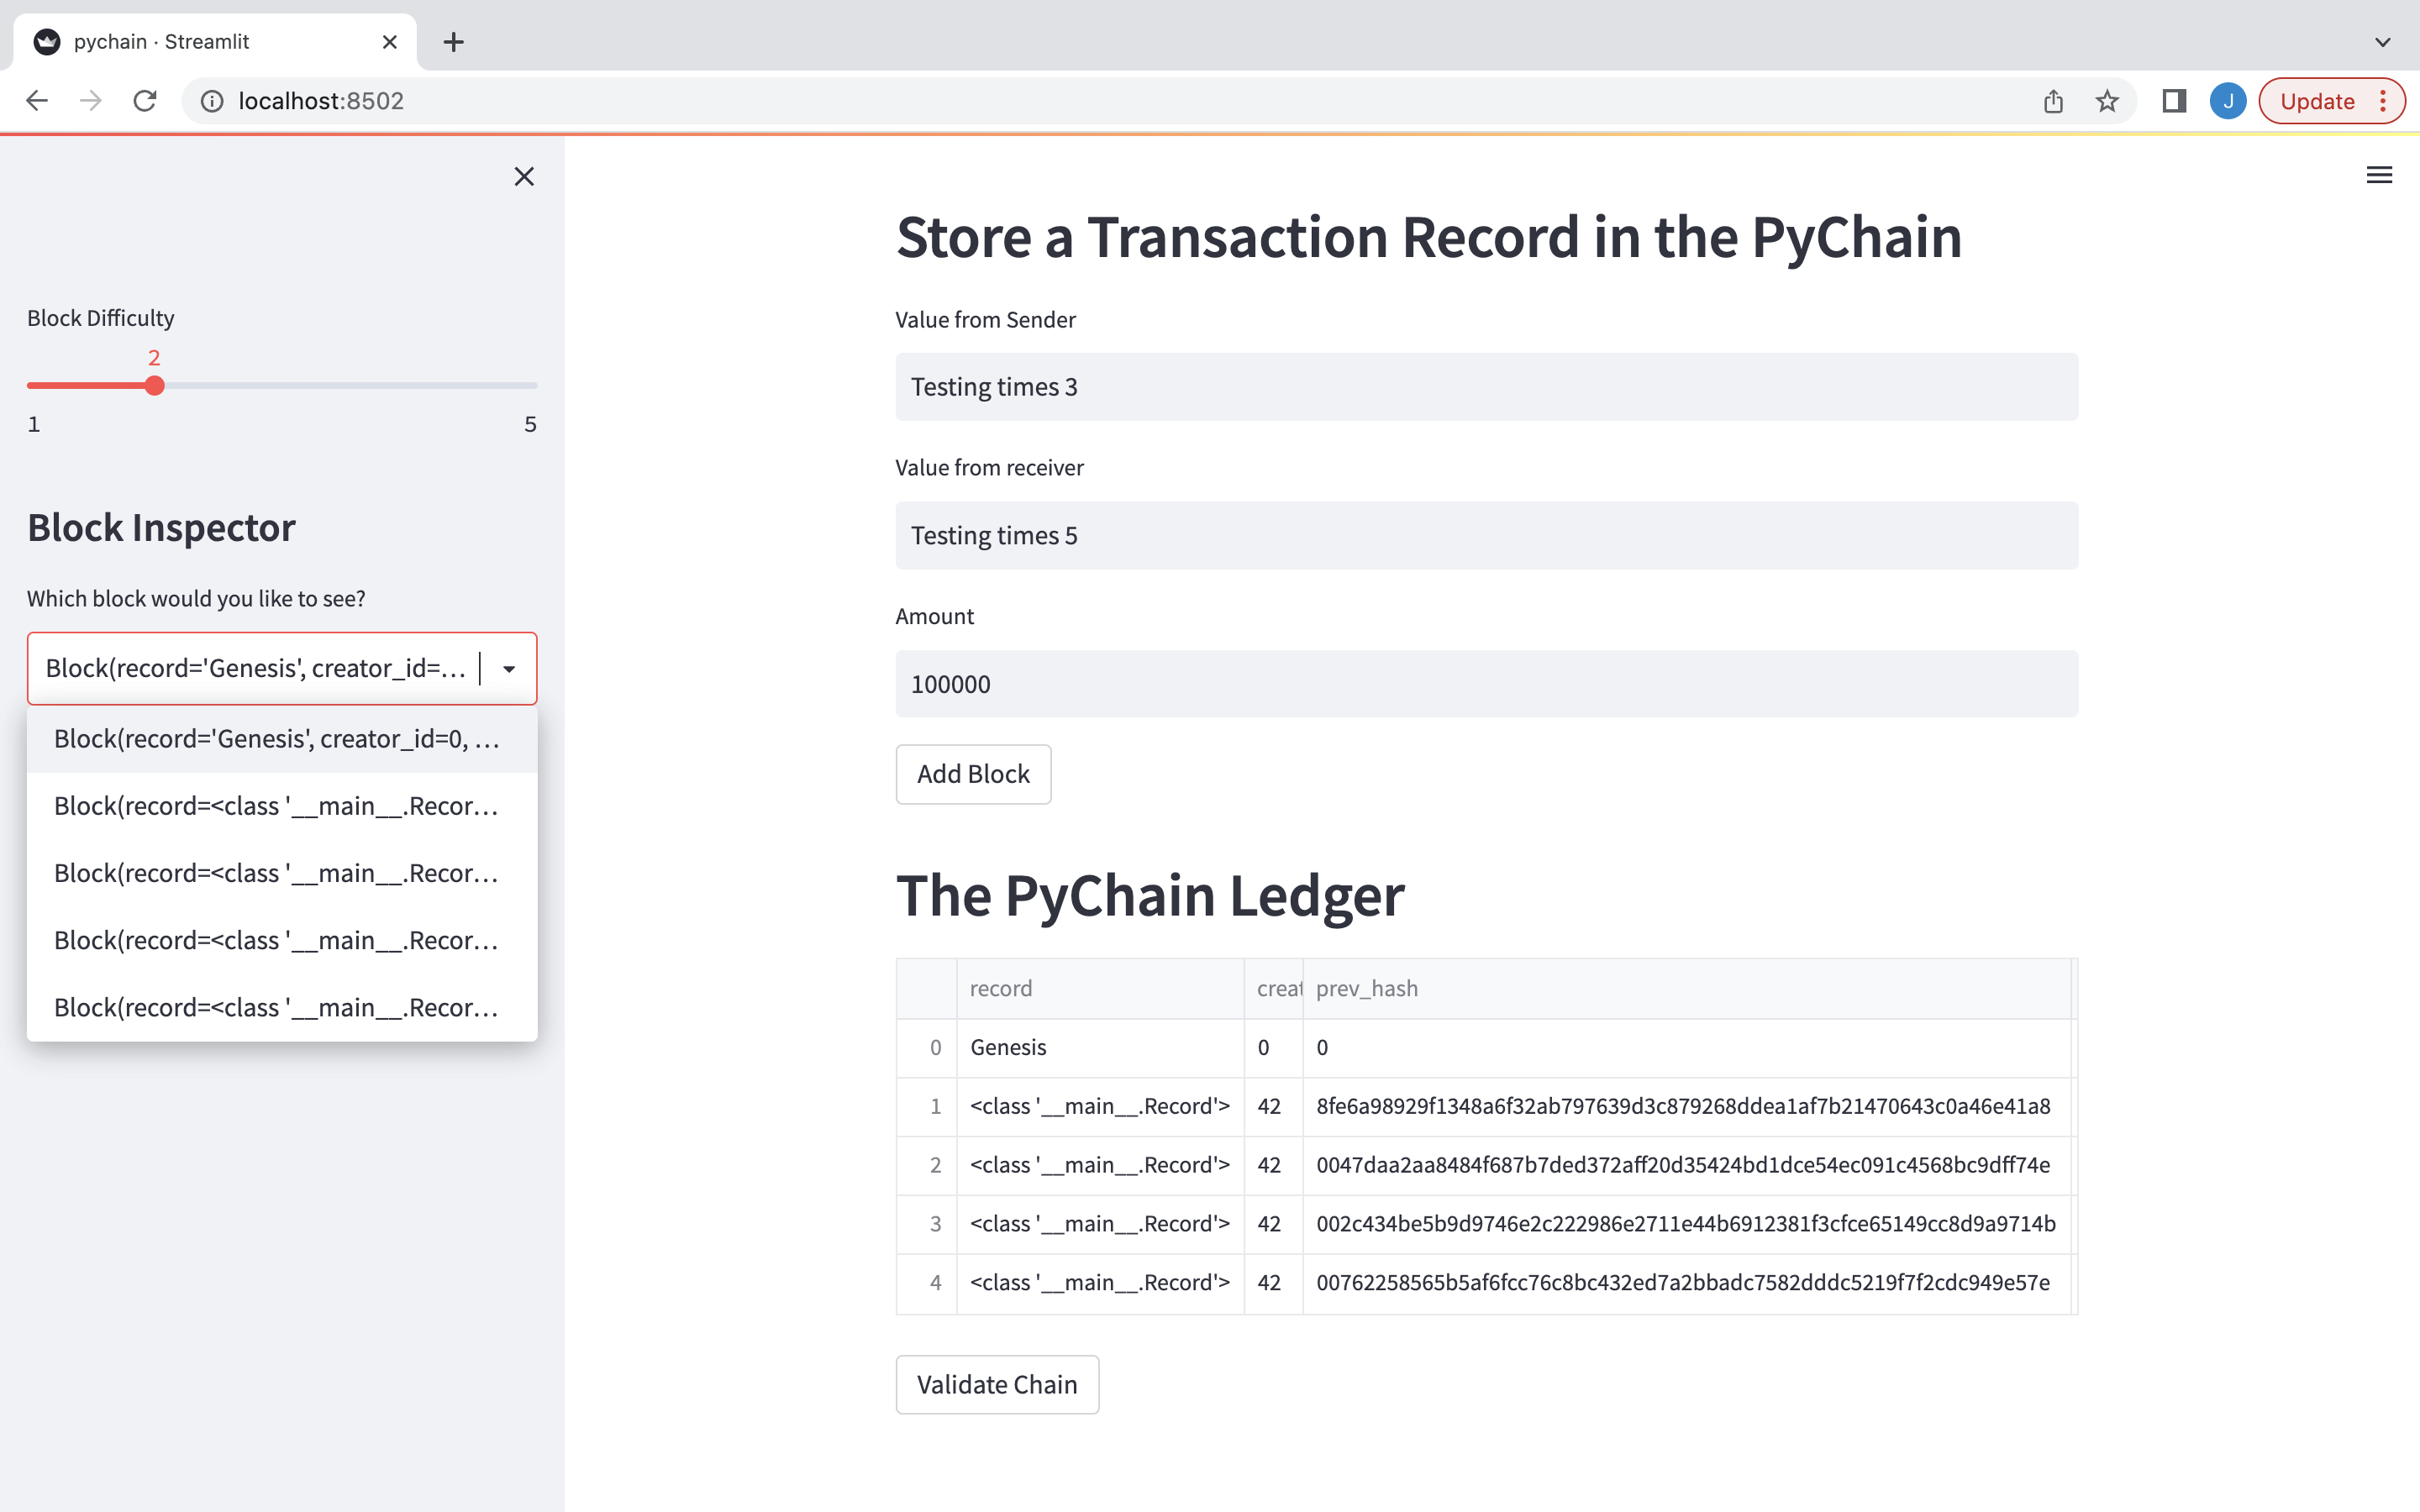 pychain · Streamlit
localhost:8502
J
Update
Block Difficulty
2
1 5
Block Inspector
Which block would you like to see?
Block(record='Genesis', creator_id=...
Block(record='Genesis', creator_id=0, ...
Block(record=<class '__main__.Recor...
Block(record=<class '__main__.Recor...
Block(record=<class '__main__.Recor...
Block(record=<class '__main__.Recor...
Store a Transaction Record in the PyChain
Value from Sender
Testing times 3
Value from receiver
Testing times 5
Amount
100000
Add Block
The PyChain Ledger
record creat prev_hash
0 Genesis 0 0
1 <class '__main__.Record'> 42 8fe6a98929f1348a6f32ab797639d3c879268ddea1af7b21470643c0a46e41a8
2 <class '__main__.Record'> 42 0047daa2aa8484f687b7ded372aff20d35424bd1dce54ec091c4568bc9dff74e
3 <class '__main__.Record'> 42 002c434be5b9d9746e2c222986e2711e44b6912381f3cfce65149cc8d9a9714b
4 <class '__main__.Record'> 42 00762258565b5af6fcc76c8bc432ed7a2bbadc7582dddc5219f7f2cdc949e57e
Validate Chain